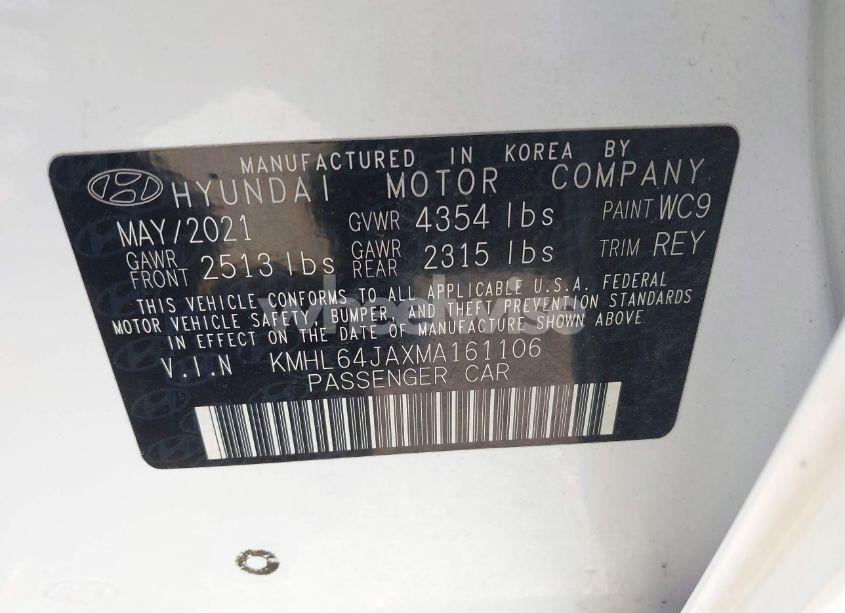 MANUFACTURED IN KOREA BY
HYUNDAI MOTOR COMPANY
MAY/2021 GVWR 4354 lbs PAINT WC9
GAWR FRONT 2513 lbs GAWR REAR 2315 lbs TRIM REY
THIS VEHICLE CONFORMS TO ALL APPLICABLE U.S.A. FEDERAL
MOTOR VEHICLE SAFETY, BUMPER, AND THEFT PREVENTION STANDARDS
IN EFFECT ON THE DATE OF MANUFACTURE SHOWN ABOVE
V.I.N KMHL64JAXMA161106
PASSENGER CAR